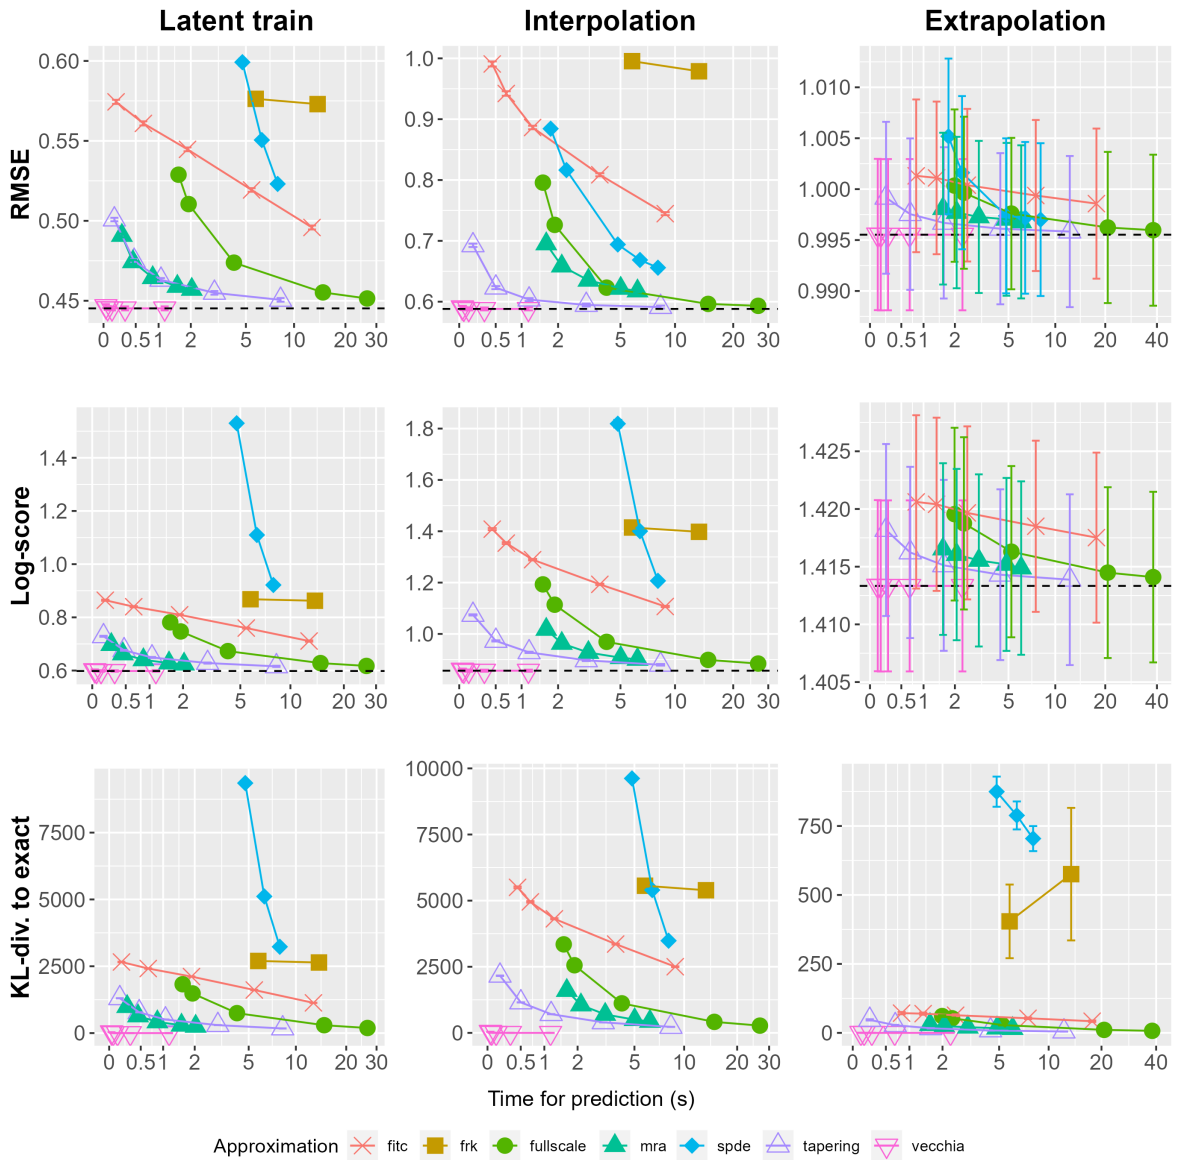 Latent train Interpolation Extrapolation
RMSE
0.60
0.55
0.50
0.45
0 0.5 1 2 5 10 20 30
1.0
0.9
0.8
0.7
0.6
0 0.5 1 2 5 10 20 30
1.010
1.005
1.000
0.995
0.990
0 0.5 1 2 5 10 20 40
Log-score
1.4
1.2
1.0
0.8
0.6
0 0.5 1 2 5 10 20 30
1.8
1.6
1.4
1.2
1.0
0 0.5 1 2 5 10 20 30
1.425
1.420
1.415
1.410
1.405
0 0.5 1 2 5 10 20 40
KL-div. to exact
7500
5000
2500
0
0 0.5 1 2 5 10 20 30
10000
7500
5000
2500
0
0 0.5 1 2 5 10 20 30
750
500
250
0
0 0.5 1 2 5 10 20 40
Time for prediction (s)
Approximation fitc frk fullscale mra spde tapering vecchia